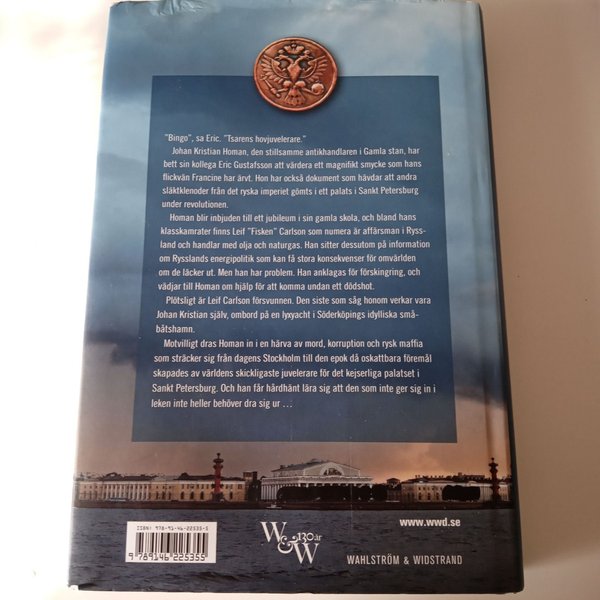 "Bingo", sa Eric. "Tsarens hovjuvelerare."
Johan Kristian Homan, den stillsamme antikhandlaren i Gamla stan, har
bett sin kollega Eric Gustafsson att värdera ett magnifikt smycke som hans
flickvän Francine har ärvt. Hon har också dokument som hävdar att andra
släktklenoder från det ryska imperiet gömts i ett palats i Sankt Petersburg
under revolutionen.
Homan blir inbjuden till ett jubileum i sin gamla skola, och bland hans
klasskamrater finns Leif "Fisken" Carlson som numera är affärsman i Ryss-
land och handlar med olja och naturgas. Han sitter dessutom på information
om Rysslands energipolitik som kan få stora konsekvenser för omvärlden
om de läcker ut. Men han har problem. Han anklagas för förskingring, och
vädjar till Homan om hjälp för att komma undan ett dödshot.
Plötsligt är Leif Carlson försvunnen. Den siste som såg honom verkar vara
Johan Kristian själv, ombord på en lyxyacht i Söderköpings idylliska små-
båtshamn.
Motvilligt dras Homan in i en härva av mord, korruption och rysk maffia
som sträcker sig från dagens Stockholm till den epok då oskattbara föremål
skapades av världens skickligaste juvelerare för det kejserliga palatset i
Sankt Petersburg. Och han får hårdhänt lära sig att den som inte ger sig in i
leken inte heller behöver dra sig ur ...
ISBN: 978-91-46-22535-5
9 789146 225355
W&W
130 år
www.wwd.se
WAHLSTRÖM & WIDSTRAND